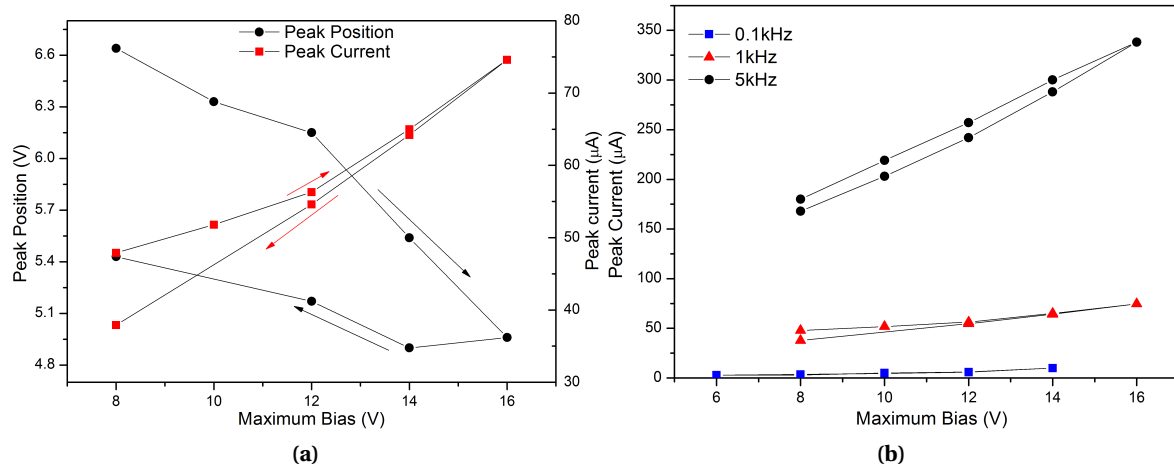 Peak Position
Peak Current
Peak Position (V)
6.6
6.3
6.0
5.7
5.4
5.1
4.8
80
70
60
50
40
30
Peak current (μA)
8
10
12
14
16
Maximum Bias (V)
(a)
0.1kHz
1kHz
5kHz
Peak Current (μA)
350
300
250
200
150
100
50
0
6
8
10
12
14
16
Maximum Bias (V)
(b)